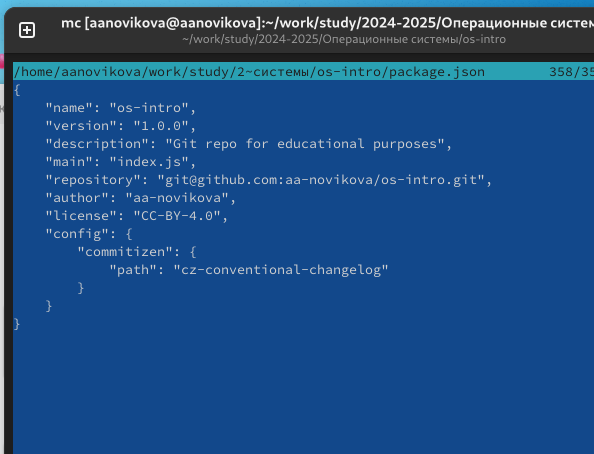 mc [aanovikova@aanovikova]:~/work/study/2024-2025/Операционные систем
~/work/study/2024-2025/Операционные системы/os-intro
/home/aanovikova/work/study/2~системы/os-intro/package.json 358/35
{
    "name": "os-intro",
    "version": "1.0.0",
    "description": "Git repo for educational purposes",
    "main": "index.js",
    "repository": "git@github.com:aa-novikova/os-intro.git",
    "author": "aa-novikova",
    "license": "CC-BY-4.0",
    "config": {
        "commitizen": {
            "path": "cz-conventional-changelog"
        }
    }
}